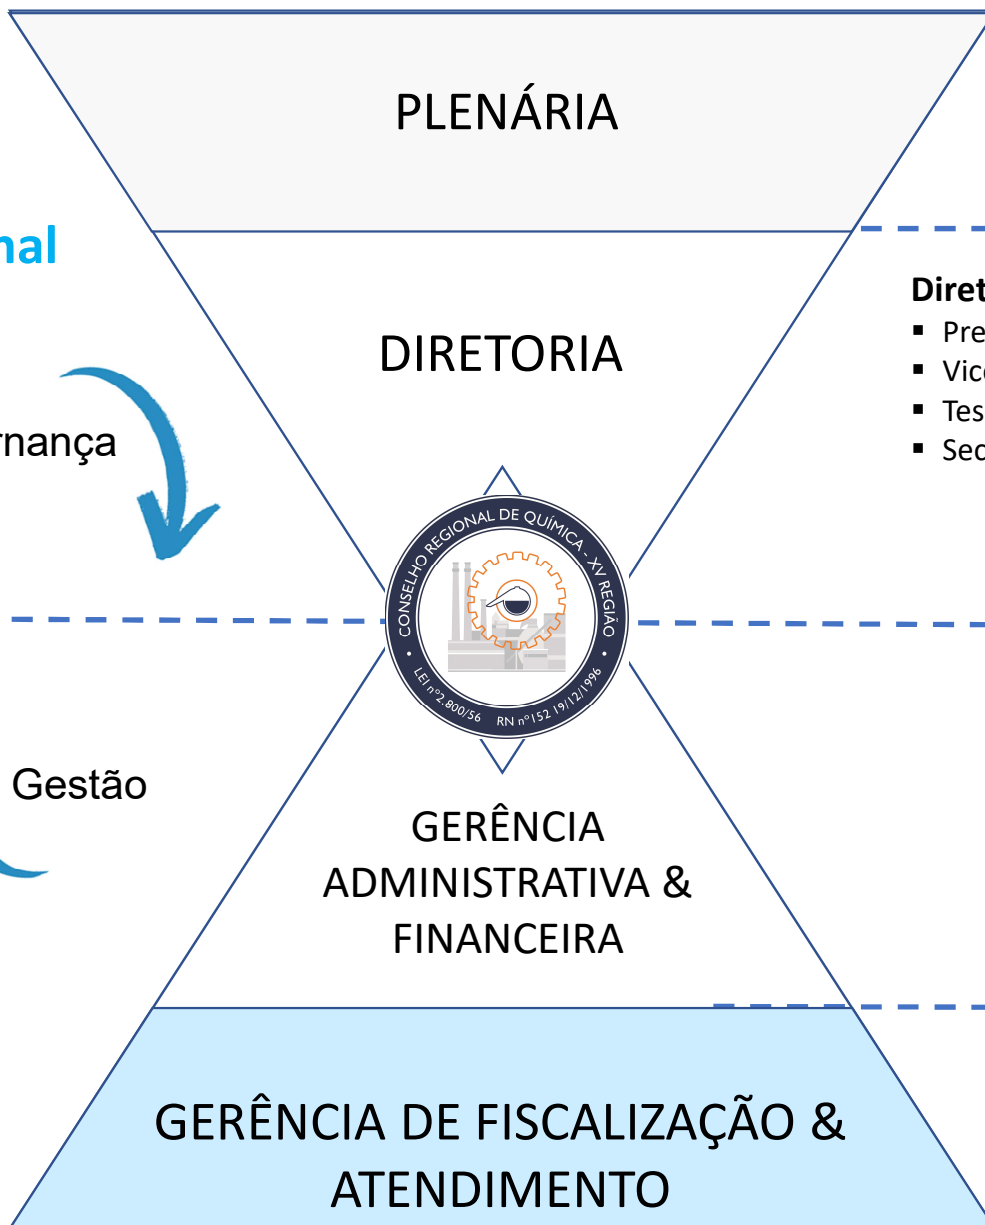 PLENÁRIA
nal
DIRETORIA
Diret
▪ Pre
▪ Vice
▪ Tes
▪ Sec
rnança
CONSELHO REGIONAL DE QUÍMICA - XV REGIÃO
LEI nº2.800/56 RN nº152 19/12/1996
Gestão
GERÊNCIA
ADMINISTRATIVA &
FINANCEIRA
GERÊNCIA DE FISCALIZAÇÃO &
ATENDIMENTO